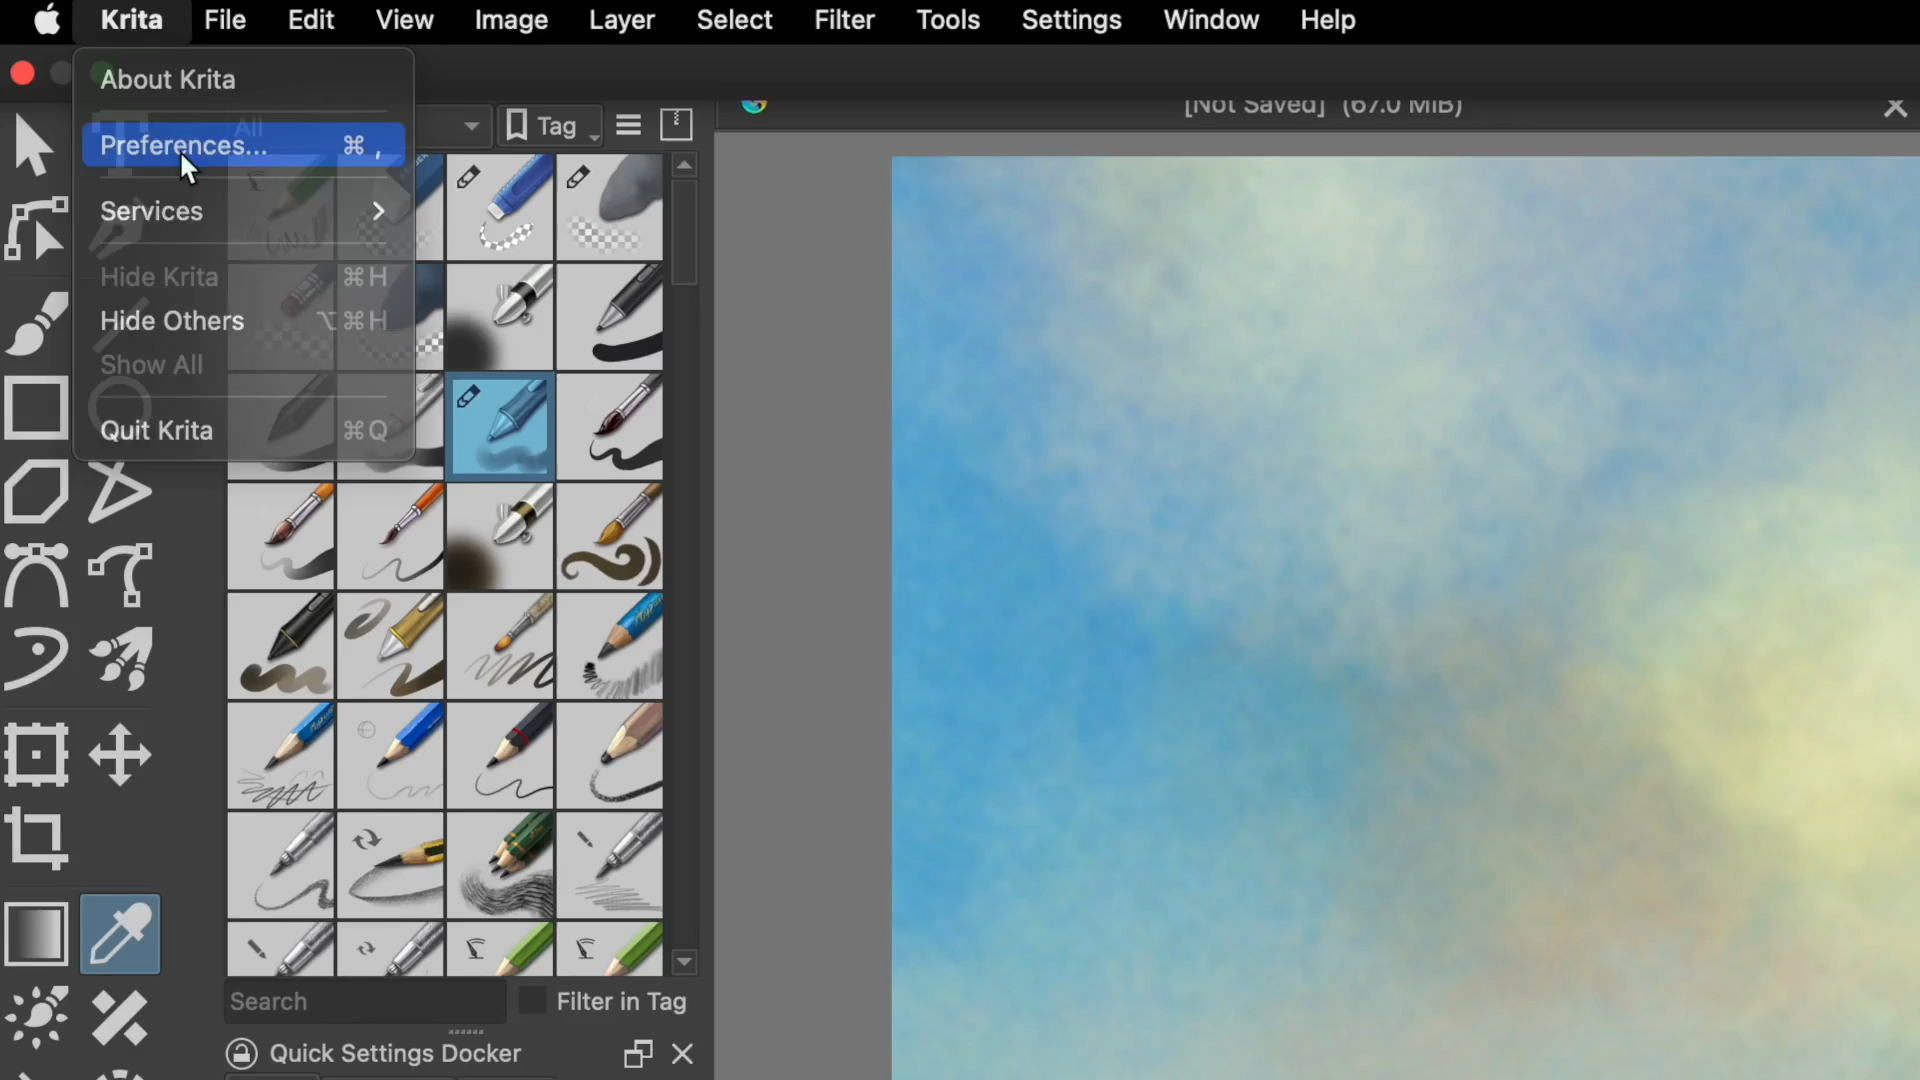 Krita File Edit View Image Layer Select Filter Tools Settings Window Help
About Krita
[Not Saved] (67.0 MiB)
All
Tag
Preferences... ⌘ ,
Services
Hide Krita ⌘ H
Hide Others ⌥ ⌘ H
Show All
Quit Krita ⌘ Q
Search
Filter in Tag
Quick Settings Docker